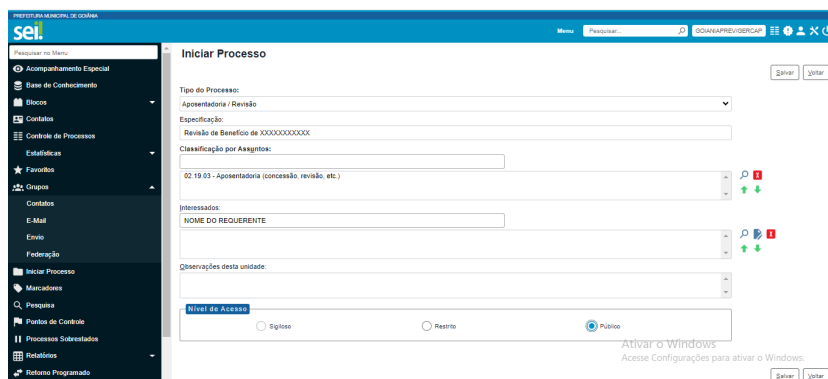 PREFEITURA MUNICIPAL DE GOIÂNIA
sei!
Menu
Pesquisar...
GOIANIAPREV/GERCAP
Pesquisar no Menu
Acompanhamento Especial
Base de Conhecimento
Blocos
Contatos
Controle de Processos
Estatísticas
Favoritos
Grupos
Contatos
E-Mail
Envio
Federação
Iniciar Processo
Marcadores
Pesquisa
Pontos de Controle
Processos Sobrestados
Relatórios
Retorno Programado
Iniciar Processo
Salvar
Voltar
Tipo do Processo:
Aposentadoria / Revisão
Especificação:
Revisão de Benefício de XXXXXXXXXXX
Classificação por Assuntos:
02.19.03 - Aposentadoria (concessão, revisão, etc.)
Interessados:
NOME DO REQUERENTE
Observações desta unidade:
Nível de Acesso
Sigiloso
Restrito
Público
Ativar o Windows
Acesse Configurações para ativar o Windows.
Salvar
Voltar